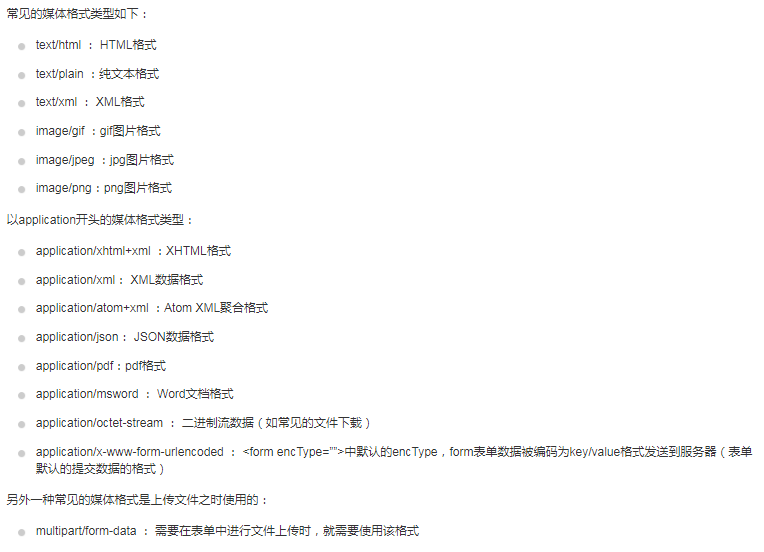 常见的媒体格式类型如下：
text/html ： HTML格式
text/plain ：纯文本格式
text/xml ： XML格式
image/gif ：gif图片格式
image/jpeg ：jpg图片格式
image/png：png图片格式
以application开头的媒体格式类型：
application/xhtml+xml ：XHTML格式
application/xml： XML数据格式
application/atom+xml ：Atom XML聚合格式
application/json： JSON数据格式
application/pdf：pdf格式
application/msword ： Word文档格式
application/octet-stream ： 二进制流数据（如常见的文件下载）
application/x-www-form-urlencoded ： <form encType="">中默认的encType，form表单数据被编码为key/value格式发送到服务器（表单
默认的提交数据的格式）
另外一种常见的媒体格式是上传文件之时使用的：
multipart/form-data ： 需要在表单中进行文件上传时，就需要使用该格式